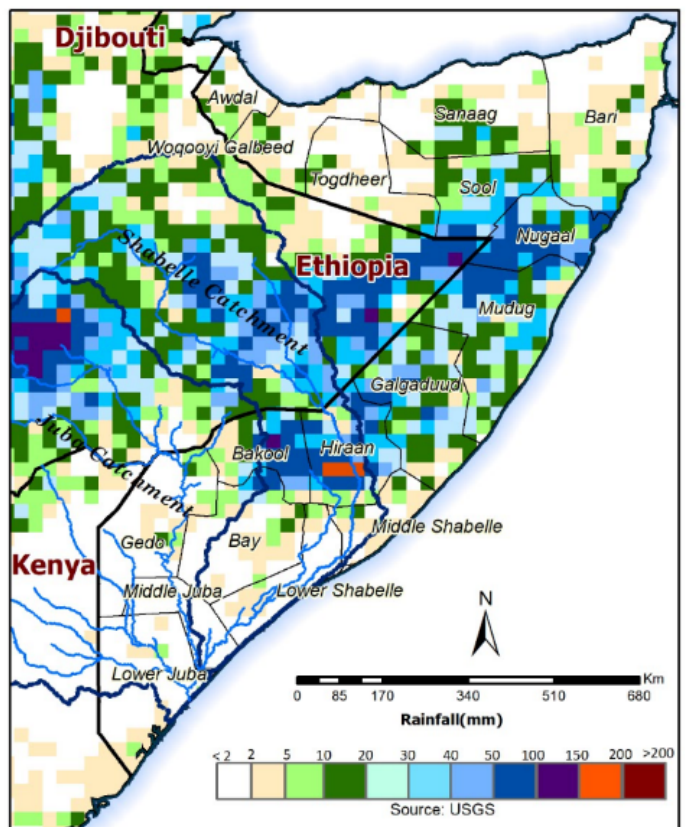 Djibouti
Awdal
Sanaag
Bari
Woqooyi Galbeed
Togdheer
Sool
Nugaal
Shabelle Catchment
Ethiopia
Mudug
Galgaduud
Juba Catchment
Bakool
Hiraan
Middle Shabelle
Gedo
Bay
Kenya
Middle Juba
Lower Shabelle
Lower Juba
N
Km
0 85 170 340 510 680
Rainfall(mm)
< 2 2 5 10 20 30 40 50 100 150 200 >200
Source: USGS